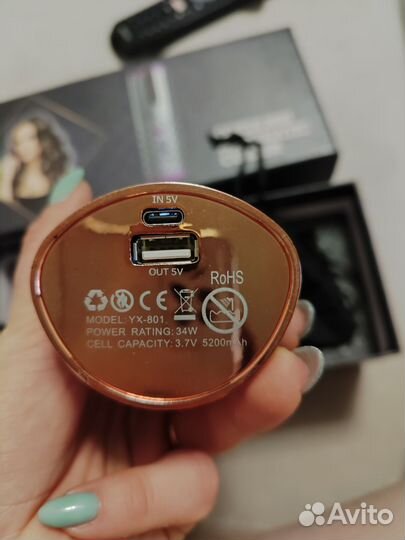 IN 5V
OUT 5V
RoHS
CE
MODEL: YX-801
POWER RATING: 34W
CELL CAPACITY: 3.7V 5200mAh
Avito